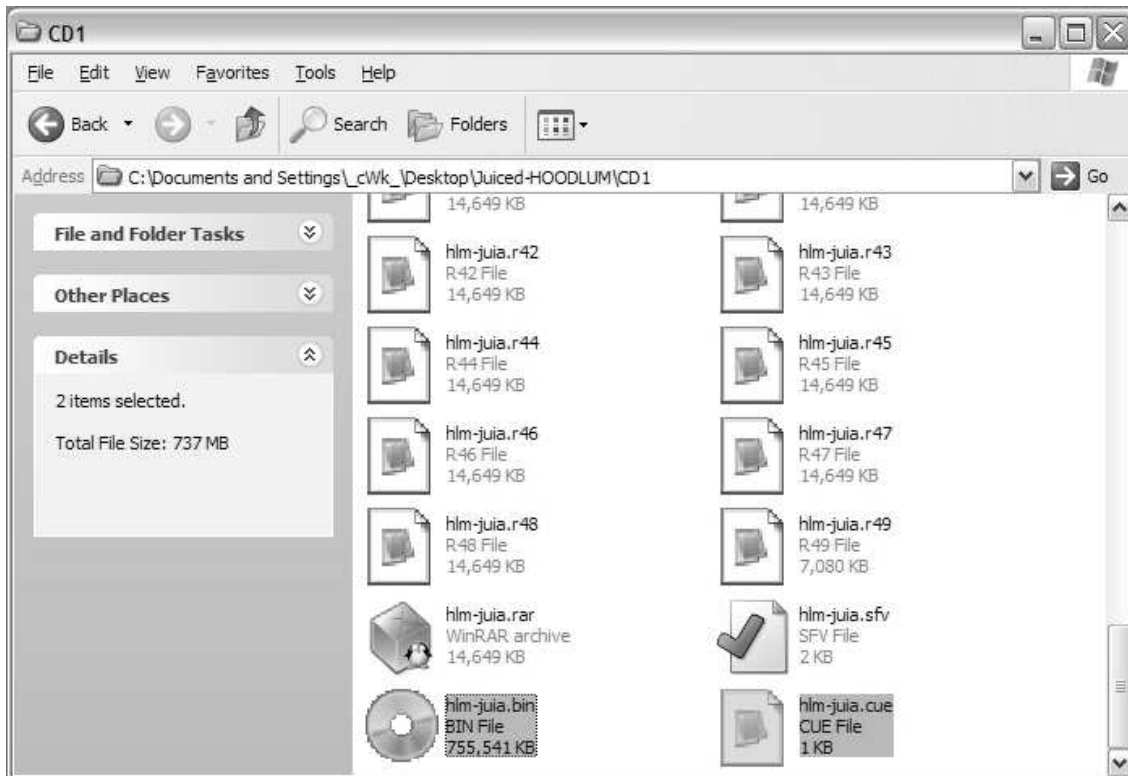 CD1
File Edit View Favorites Tools Help
Back Search Folders
Address C:\Documents and Settings\_cWk_\Desktop\Juiced-HOODLUM\CD1 Go
File and Folder Tasks
Other Places
Details
2 items selected.
Total File Size: 737 MB
14,649 KB 14,649 KB
hlm-juia.r42 hlm-juia.r43
R42 File R43 File
14,649 KB 14,649 KB
hlm-juia.r44 hlm-juia.r45
R44 File R45 File
14,649 KB 14,649 KB
hlm-juia.r46 hlm-juia.r47
R46 File R47 File
14,649 KB 14,649 KB
hlm-juia.r48 hlm-juia.r49
R48 File R49 File
14,649 KB 7,080 KB
hlm-juia.rar hlm-juia.sfv
WinRAR archive SFV File
14,649 KB 2 KB
hlm-juia.bin hlm-juia.cue
BIN File CUE File
755,541 KB 1 KB